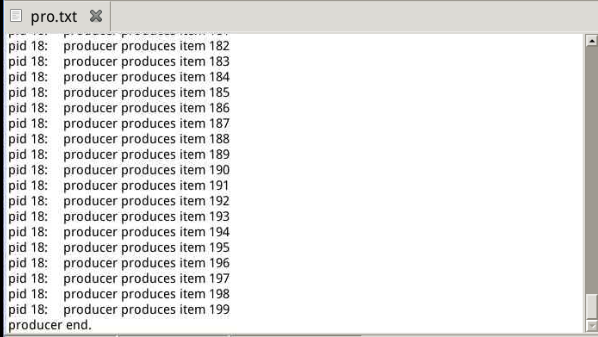 pro.txt
pid 18: producer produces item 182
pid 18: producer produces item 183
pid 18: producer produces item 184
pid 18: producer produces item 185
pid 18: producer produces item 186
pid 18: producer produces item 187
pid 18: producer produces item 188
pid 18: producer produces item 189
pid 18: producer produces item 190
pid 18: producer produces item 191
pid 18: producer produces item 192
pid 18: producer produces item 193
pid 18: producer produces item 194
pid 18: producer produces item 195
pid 18: producer produces item 196
pid 18: producer produces item 197
pid 18: producer produces item 198
pid 18: producer produces item 199
producer end.